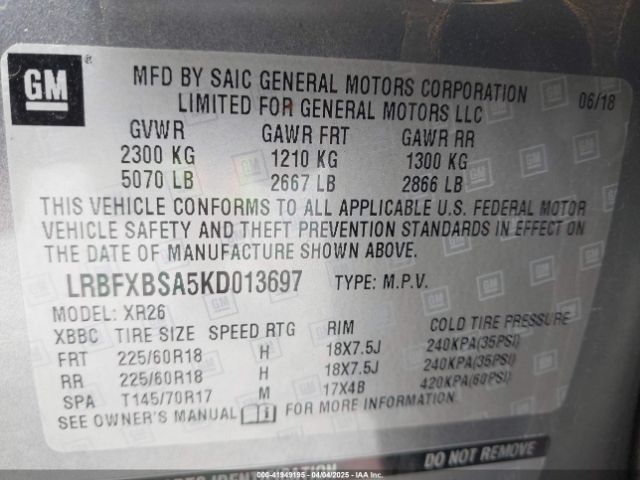 GM
MFD BY SAIC GENERAL MOTORS CORPORATION
LIMITED FOR GENERAL MOTORS LLC
06/18
GVWR GAWR FRT GAWR RR
2300 KG 1210 KG 1300 KG
5070 LB 2667 LB 2866 LB
THIS VEHICLE CONFORMS TO ALL APPLICABLE U.S. FEDERAL MOTOR
VEHICLE SAFETY AND THEFT PREVENTION STANDARDS IN EFFECT ON
THE DATE OF MANUFACTURE SHOWN ABOVE.
LRBFXBSA5KD013697 TYPE: M.P.V.
MODEL: XR26
XBBC TIRE SIZE SPEED RTG RIM COLD TIRE PRESSURE
FRT 225/60R18 H 18X7.5J 240KPA(35PSI)
RR 225/60R18 H 18X7.5J 240KPA(35PSI)
SPA T145/70R17 M 17X4B 420KPA(60PSI)
SEE OWNER'S MANUAL FOR MORE INFORMATION.
DO NOT REMOVE
000-41949195 - 04/04/2025 - IAAI.com